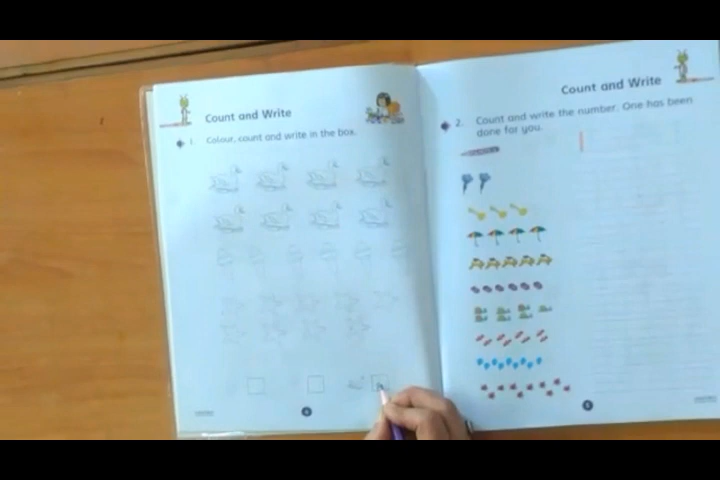 Count and Write
1. Colour, count and write in the box.
Count and Write
2. Count and write the number. One has been
done for you.